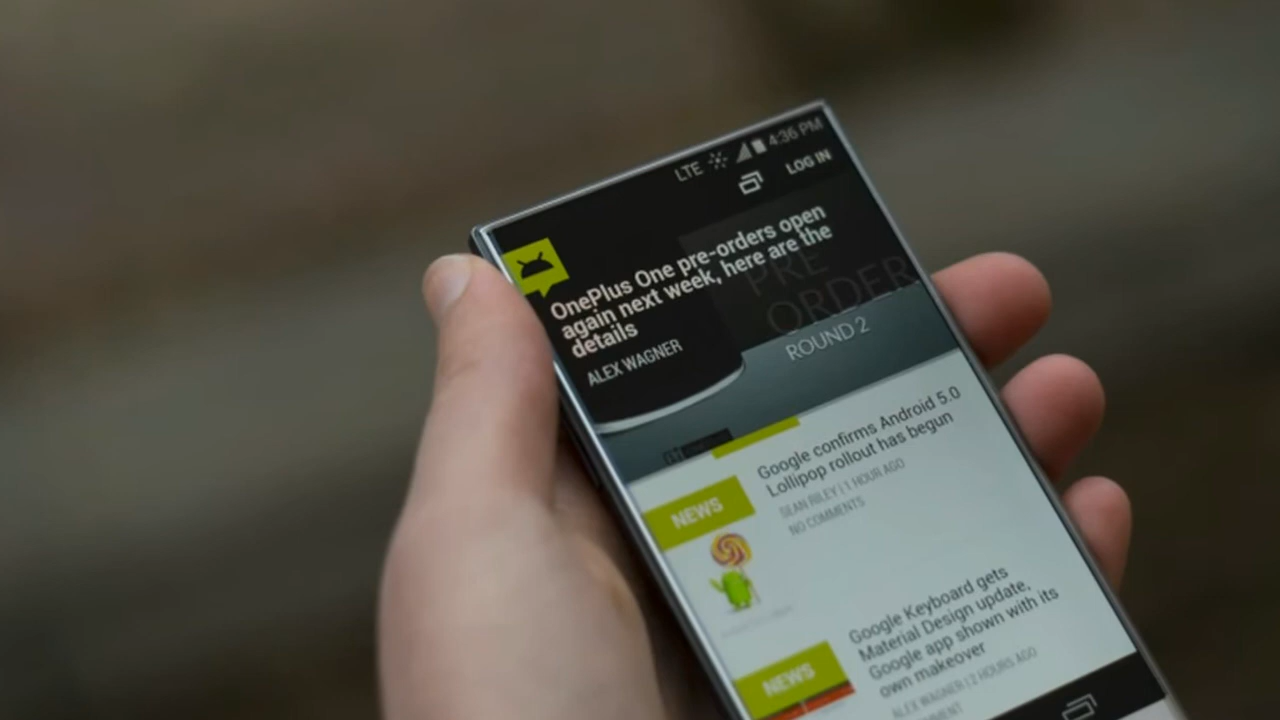 LTE 4:36 PM
LOG IN
OnePlus One pre-orders open
again next week, here are the
details
ALEX WAGNER
PRE
ORDER
ROUND 2
NEWS
Google confirms Android 5.0
Lollipop rollout has begun
SEAN RILEY | 1 HOUR AGO
NO COMMENTS
NEWS
Google Keyboard gets
Material Design update,
Google app shown with its
own makeover
ALEX WAGNER | 2 HOURS AGO